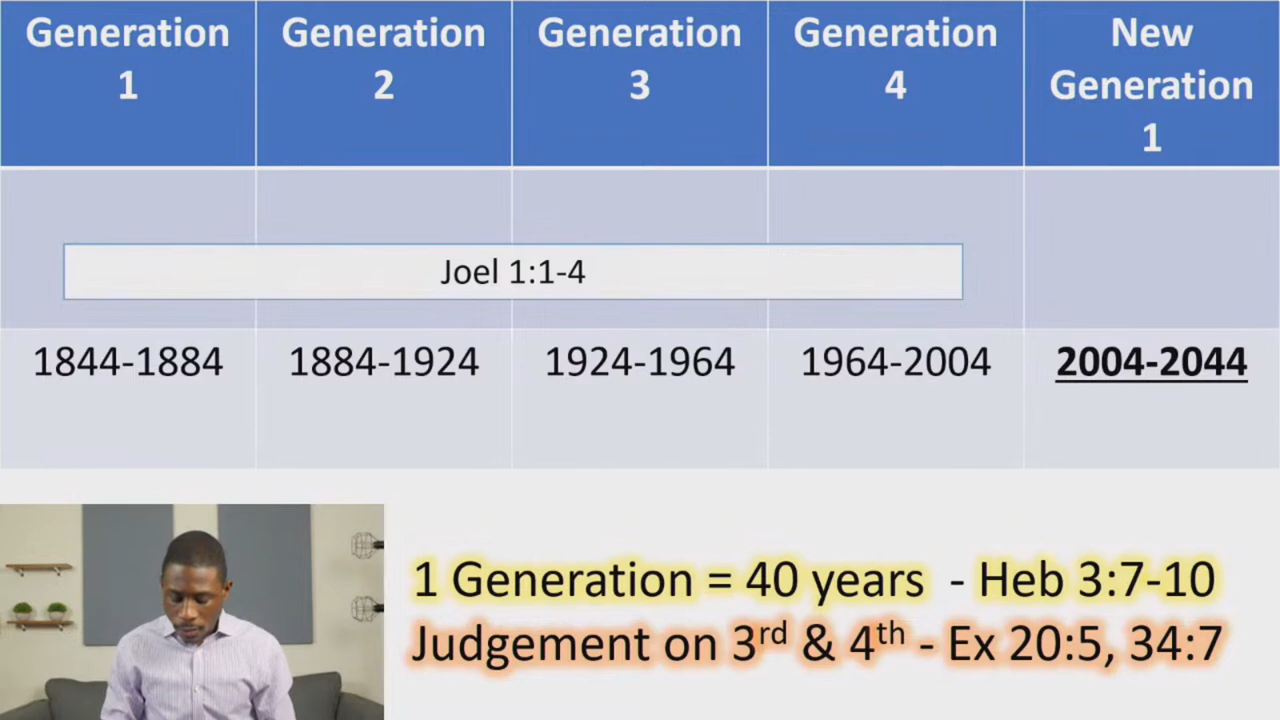 Generation
1
Generation
2
Generation
3
Generation
4
New
Generation
1
Joel 1:1-4
1844-1884
1884-1924
1924-1964
1964-2004
2004-2044
1 Generation = 40 years - Heb 3:7-10
Judgement on 3rd & 4th - Ex 20:5, 34:7